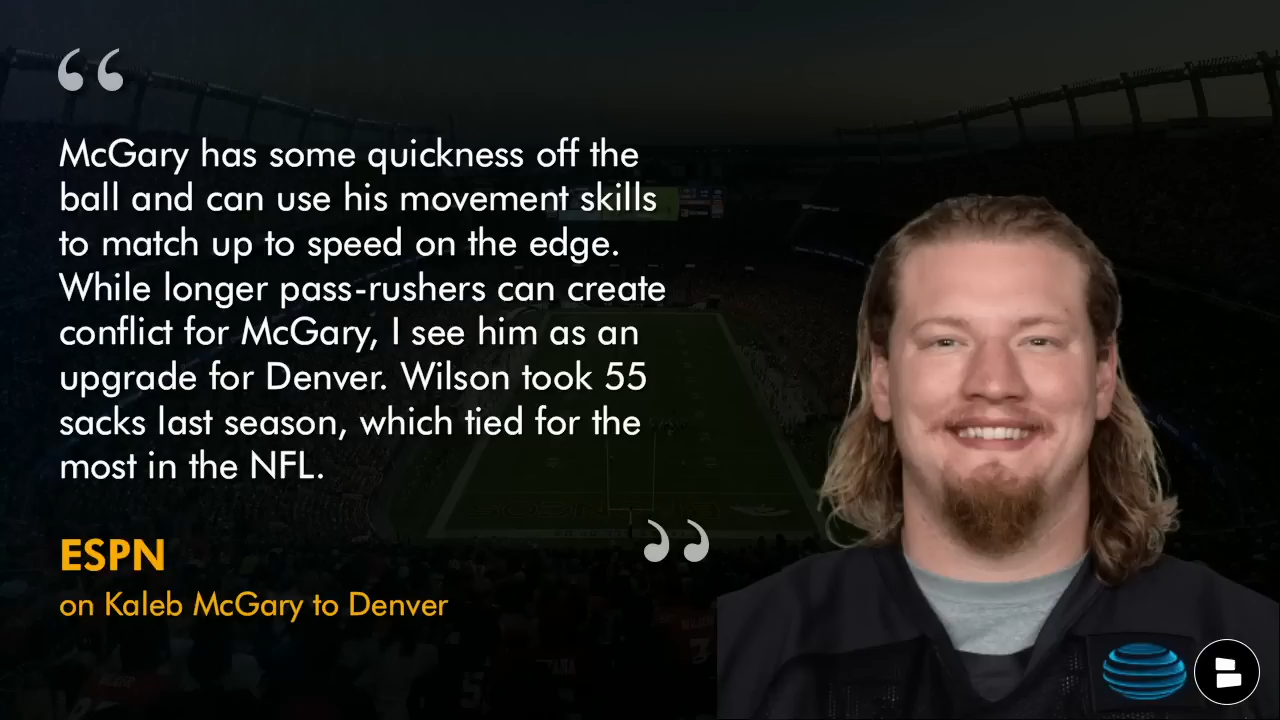 “
McGary has some quickness off the
ball and can use his movement skills
to match up to speed on the edge.
While longer pass-rushers can create
conflict for McGary, I see him as an
upgrade for Denver. Wilson took 55
sacks last season, which tied for the
most in the NFL.
”
ESPN
on Kaleb McGary to Denver